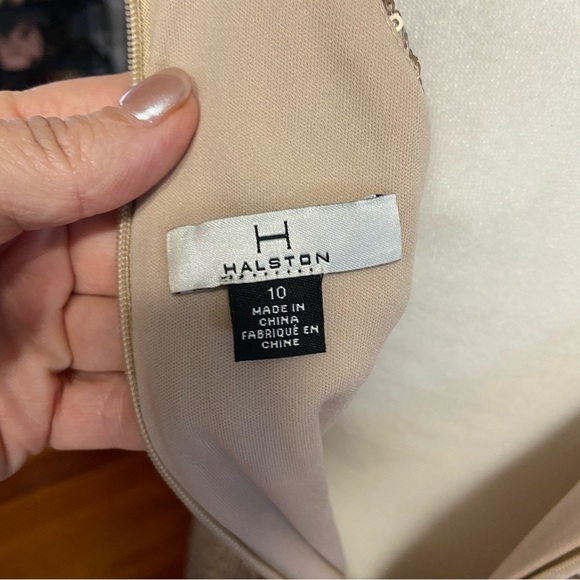 H
HALSTON
10
MADE IN
CHINA
FABRIQUÉ EN
CHINE